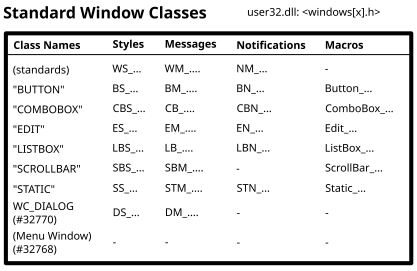 Standard Window Classes user32.dll: <windows[x].h>
Class Names Styles Messages Notifications Macros
(standards) WS_... WM_.... NM_... -
"BUTTON" BS_... BM_.... BN_... Button_...
"COMBOBOX" CBS_... CB_.... CBN_... ComboBox_...
"EDIT" ES_... EM_.... EN_... Edit_...
"LISTBOX" LBS_... LB_.... LBN_... ListBox_...
"SCROLLBAR" SBS_... SBM_.... - ScrollBar_...
"STATIC" SS_... STM_.... STN_... Static_...
WC_DIALOG
(#32770) DS_... DM_.... - -
(Menu Window)
(#32768) - - - -